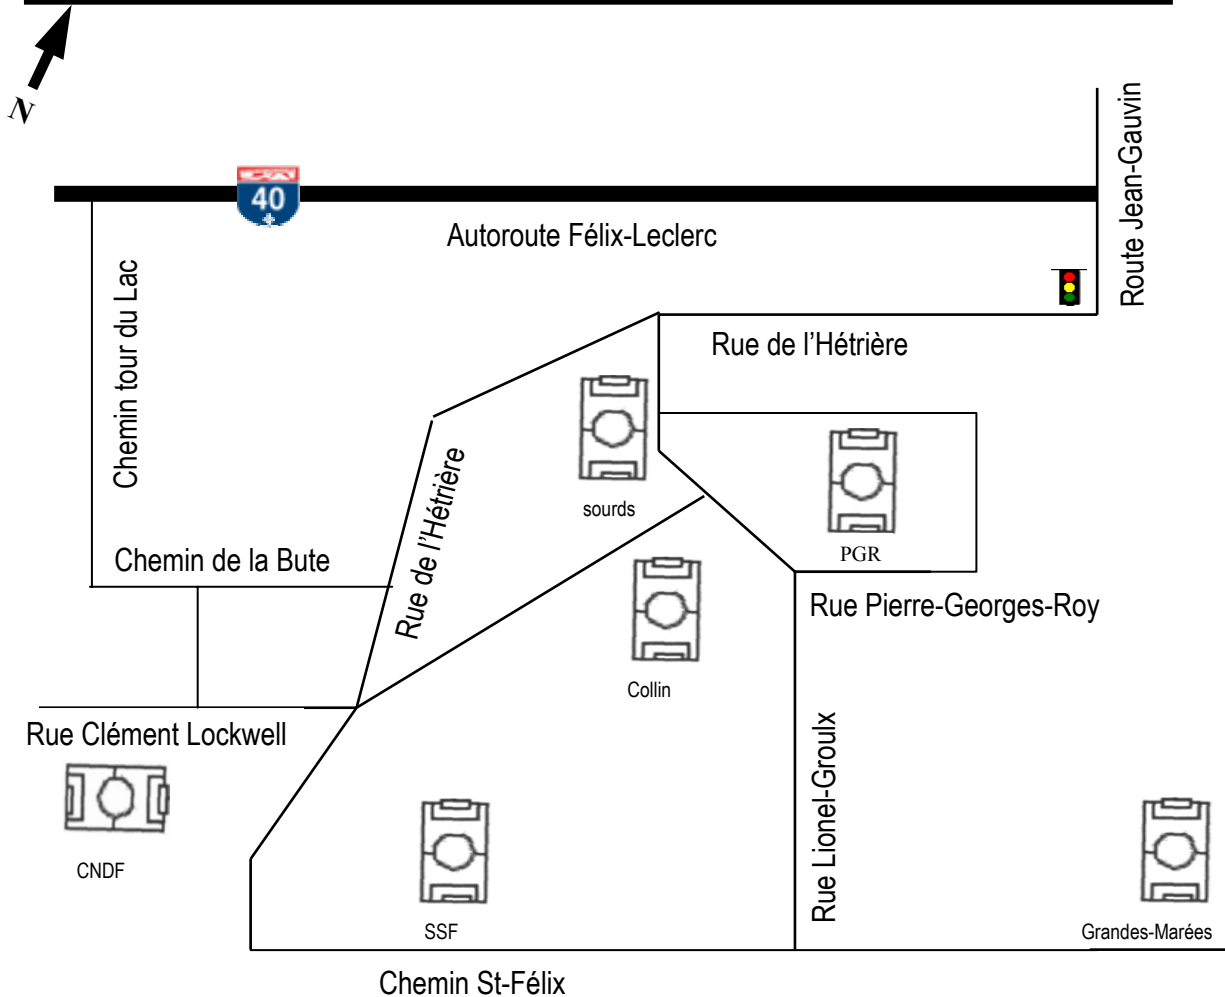 N
Route Jean-Gauvin
40
Autoroute Félix-Leclerc
Chemin tour du Lac
Rue de l'Hétrière
Rue de l'Hétrière
sourds
PGR
Chemin de la Bute
Rue Pierre-Georges-Roy
Collin
Rue Clément Lockwell
Rue Lionel-Groulx
CNDF
SSF
Grandes-Marées
Chemin St-Félix